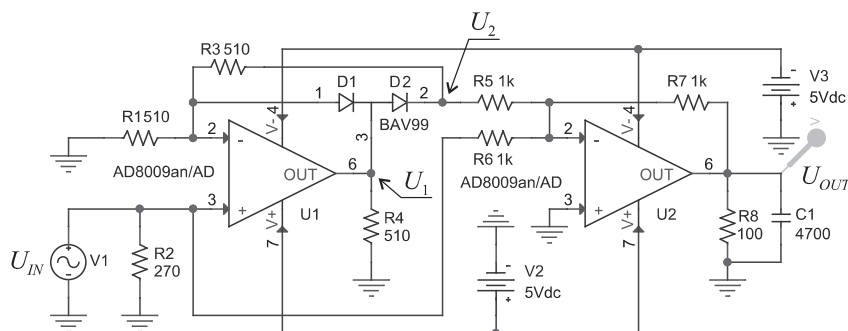 U2
R3 510
D1
D2
R5 1k
R7 1k
V3
5Vdc
1
2
4
4
BAV99
V-
V-
V
R1510
2
3
R6 1k
2
AD8009an/AD
6
AD8009an/AD
6
OUT
OUT
UOUT
U1
3
U1
3
U2
V+
V+
R4
510
R8
100
C1
4700
7
7
UIN
V1
R2
270
V2
5Vdc